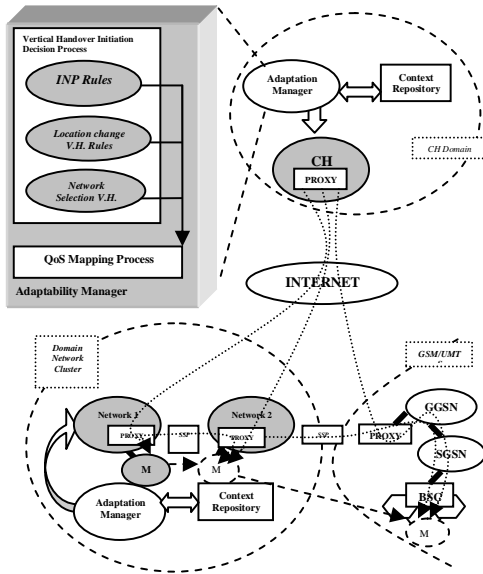 Vertical Handover Initiation
Decision Process
INP Rules
Location change
V.H. Rules
Network
Selection V.H.
QoS Mapping Process
Adaptability Manager
Adaptation
Manager
Context
Repository
CH
PROXY
CH Domain
INTERNET
Domain
Network
Cluster
GSM/UMT
Network 1
PROXY
SSP
Network 2
PROXY
SSP
PROXY
GGSN
SGSN
BSC
M
M
M
Adaptation
Manager
Context
Repository